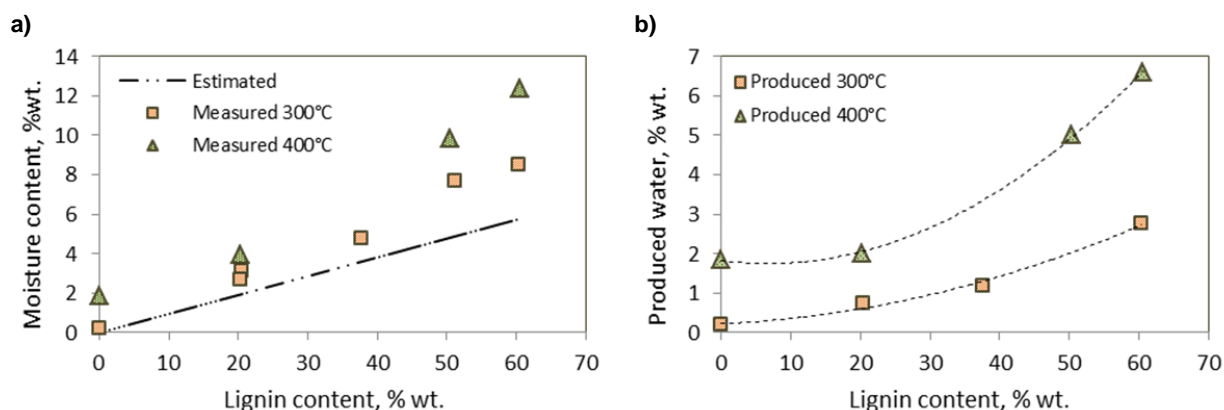 a)
Moisture content, %wt.
14
12
10
8
6
4
2
0
Estimated
Measured 300°C
Measured 400°C
0 10 20 30 40 50 60 70
Lignin content, % wt.
b)
Produced water, % wt.
7
6
5
4
3
2
1
0
Produced 300°C
Produced 400°C
0 10 20 30 40 50 60 70
Lignin content, % wt.